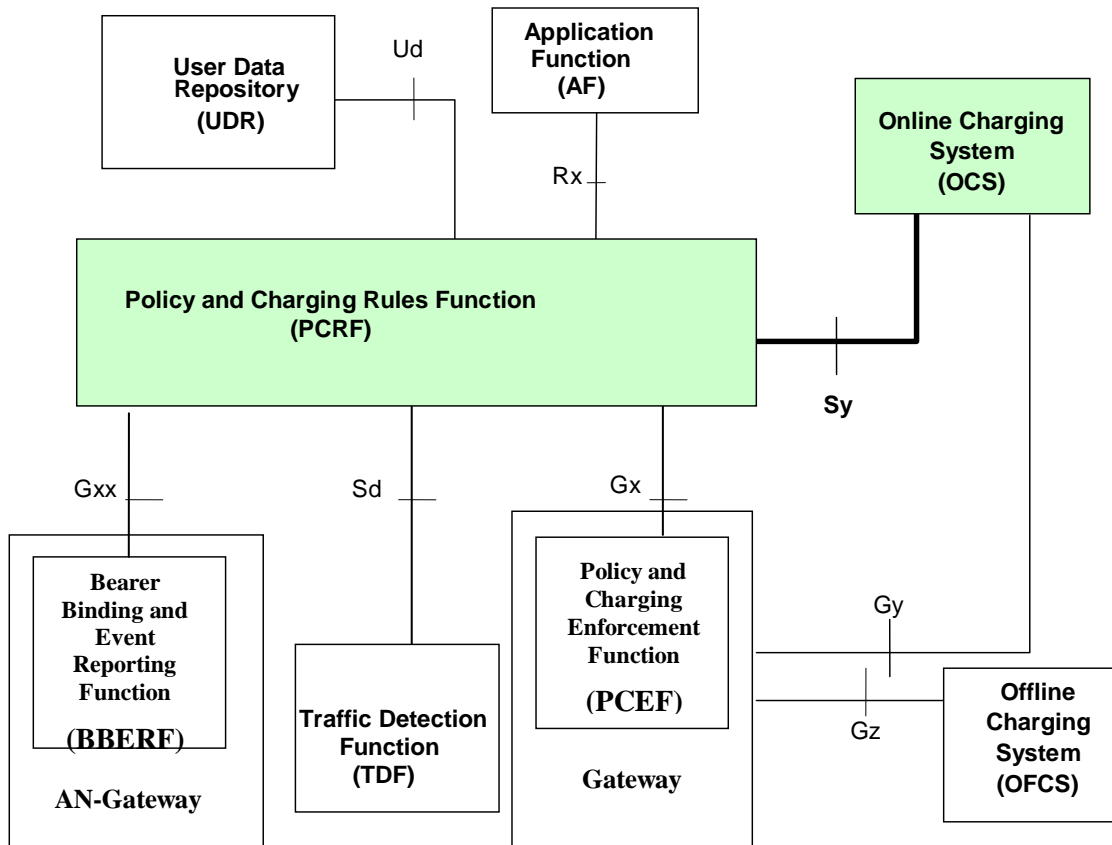 User Data
Repository
(UDR)
Ud
Application
Function
(AF)
Rx
Online Charging
System
(OCS)
Policy and Charging Rules Function
(PCRF)
Sy
Gxx
Sd
Gx
Bearer
Binding and
Event
Reporting
Function
(BBERF)
AN-Gateway
Traffic Detection
Function
(TDF)
Policy and
Charging
Enforcement
Function
(PCEF)
Gateway
Gy
Gz
Offline
Charging
System
(OFCS)